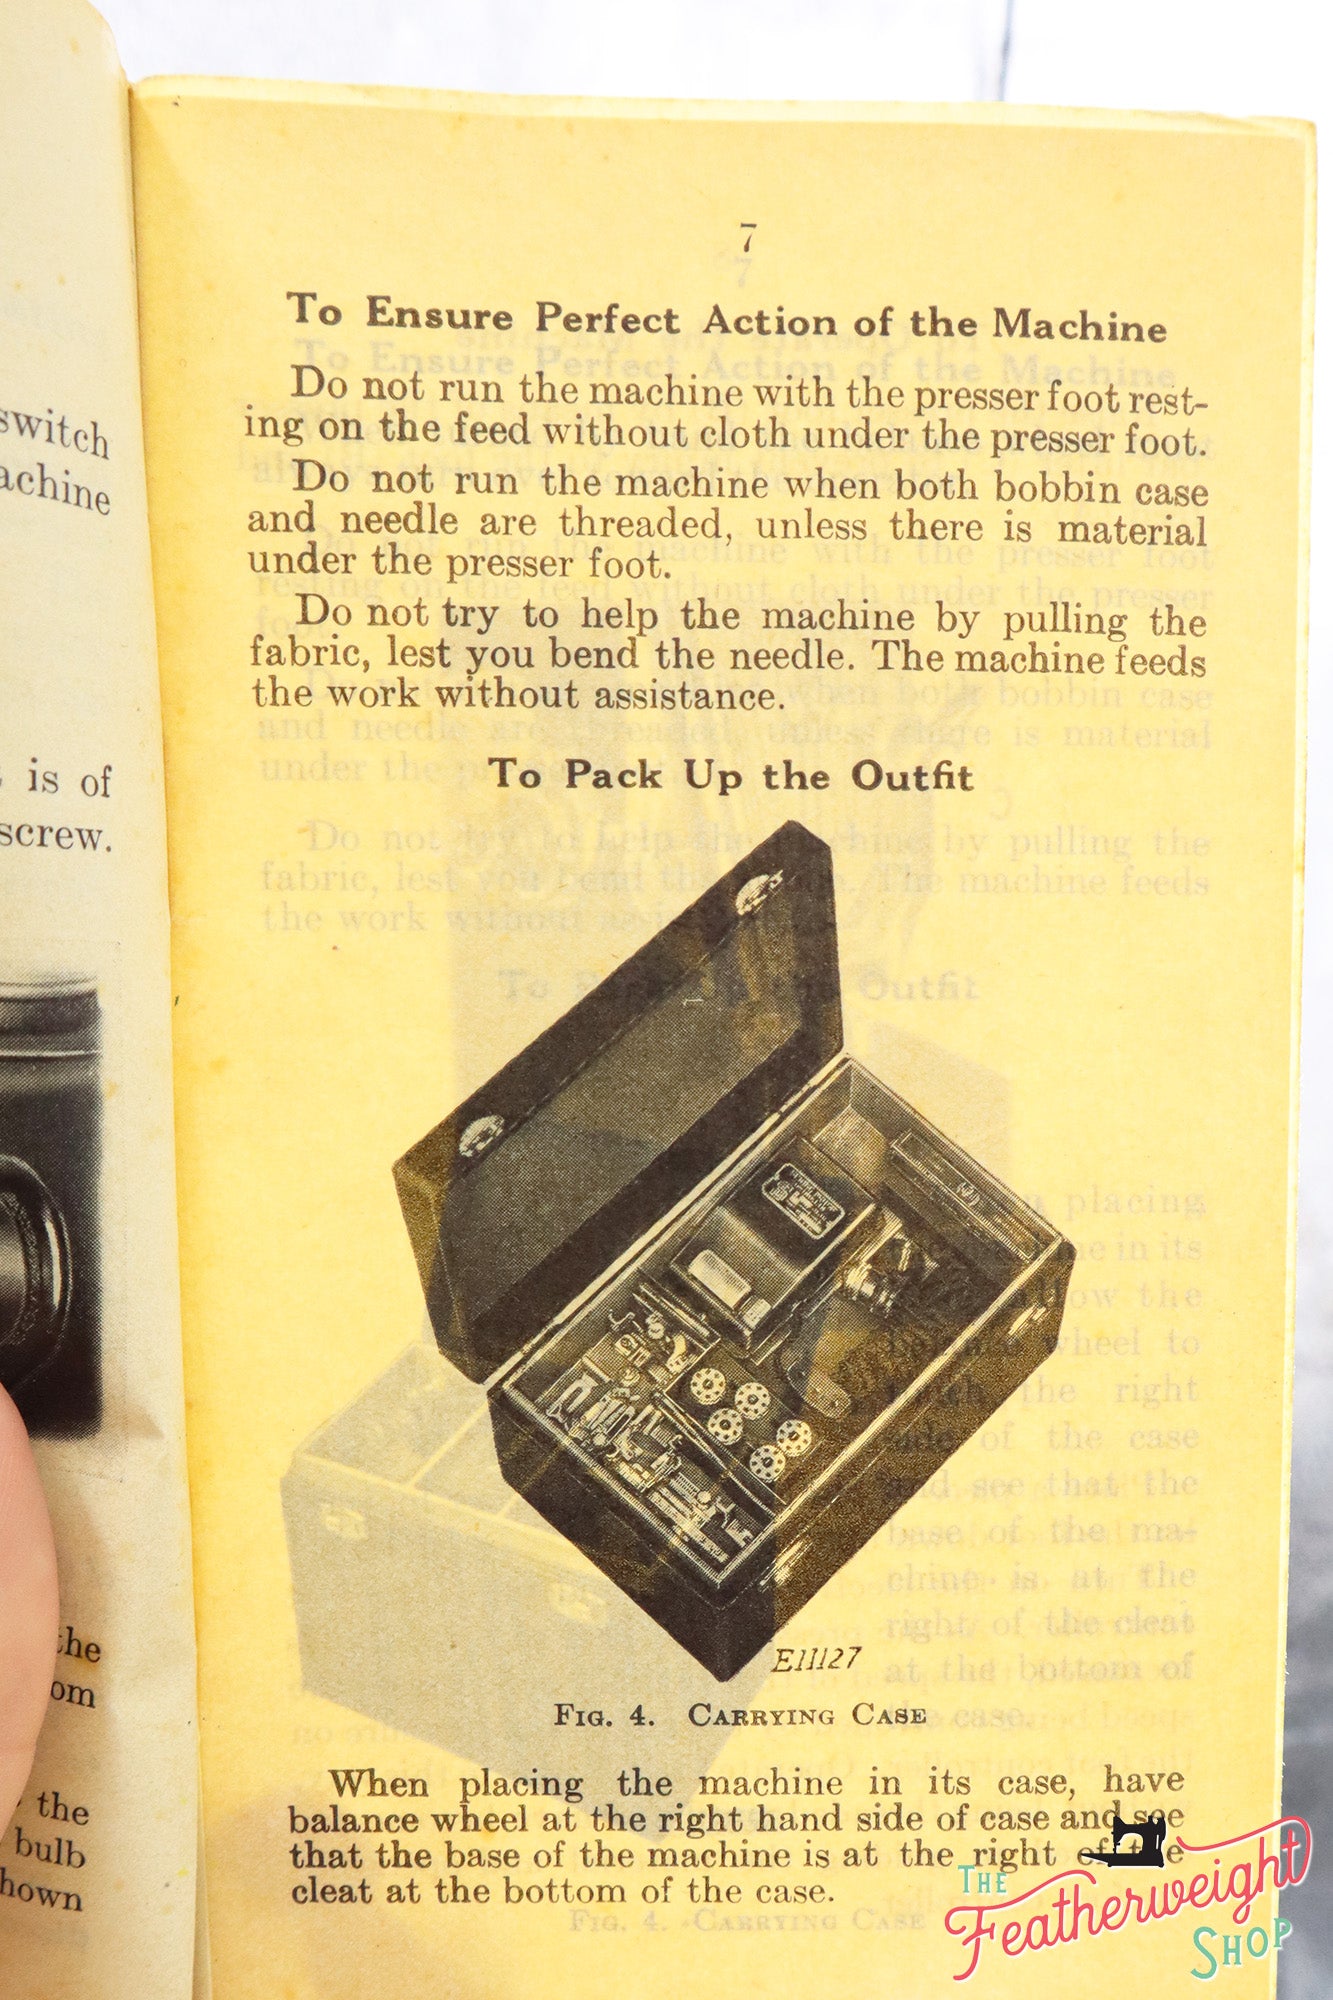 switch
achine
is of
screw.
the
om
the
bulb
hown
7
To Ensure Perfect Action of the Machine
Do not run the machine with the presser foot rest-
ing on the feed without cloth under the presser foot.
Do not run the machine when both bobbin case
and needle are threaded, unless there is material
under the presser foot.
Do not try to help the machine by pulling the
fabric, lest you bend the needle. The machine feeds
the work without assistance.
To Pack Up the Outfit
E11127
FIG. 4. CARRYING CASE
When placing the machine in its case, have
balance wheel at the right hand side of case and see
that the base of the machine is at the right of the
cleat at the bottom of the case.
THE
Featherweight
SHOP